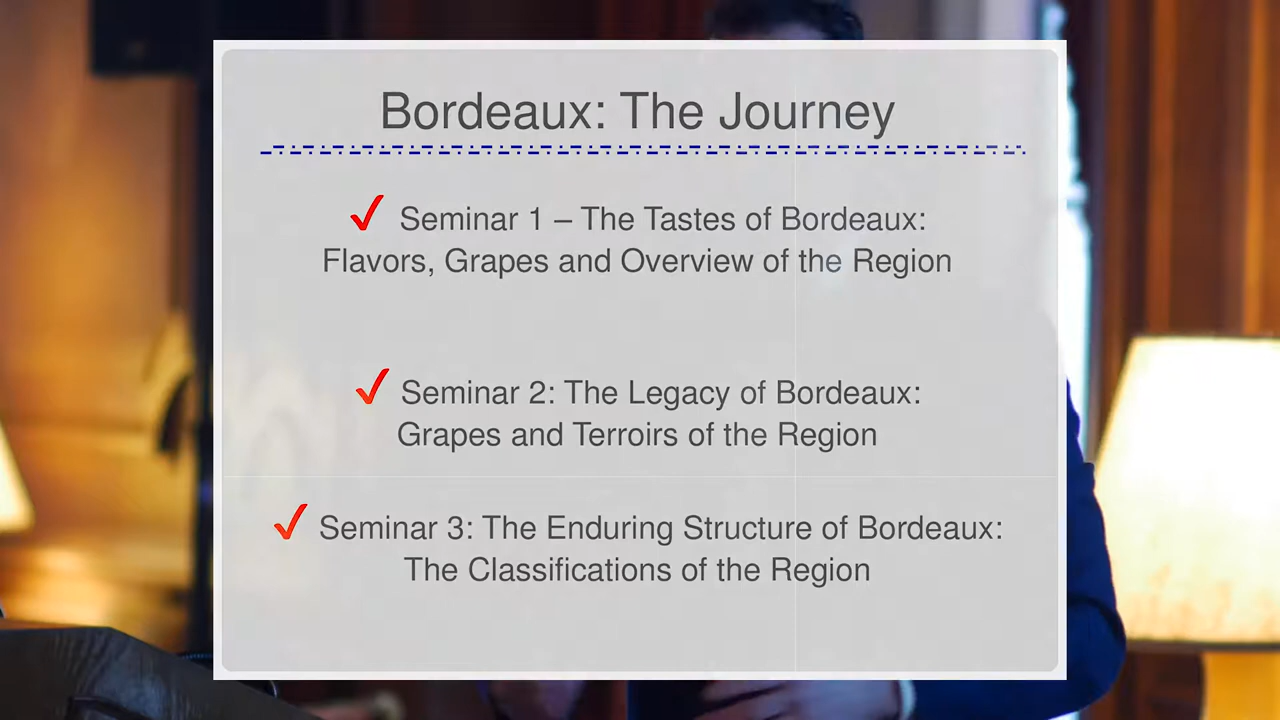 Bordeaux: The Journey
✓ Seminar 1 – The Tastes of Bordeaux:
Flavors, Grapes and Overview of the Region
✓ Seminar 2: The Legacy of Bordeaux:
Grapes and Terroirs of the Region
✓ Seminar 3: The Enduring Structure of Bordeaux:
The Classifications of the Region